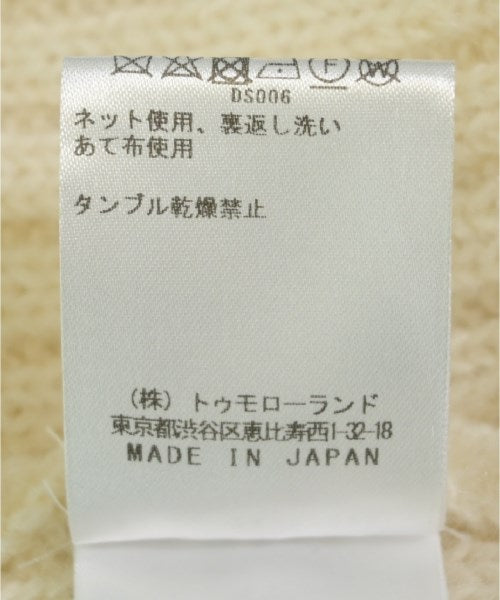 DS006
ネット使用、裏返し洗い
あて布使用
タンブル乾燥禁止
(株) トゥモローランド
東京都渋谷区恵比寿西1-32-18
MADE IN JAPAN